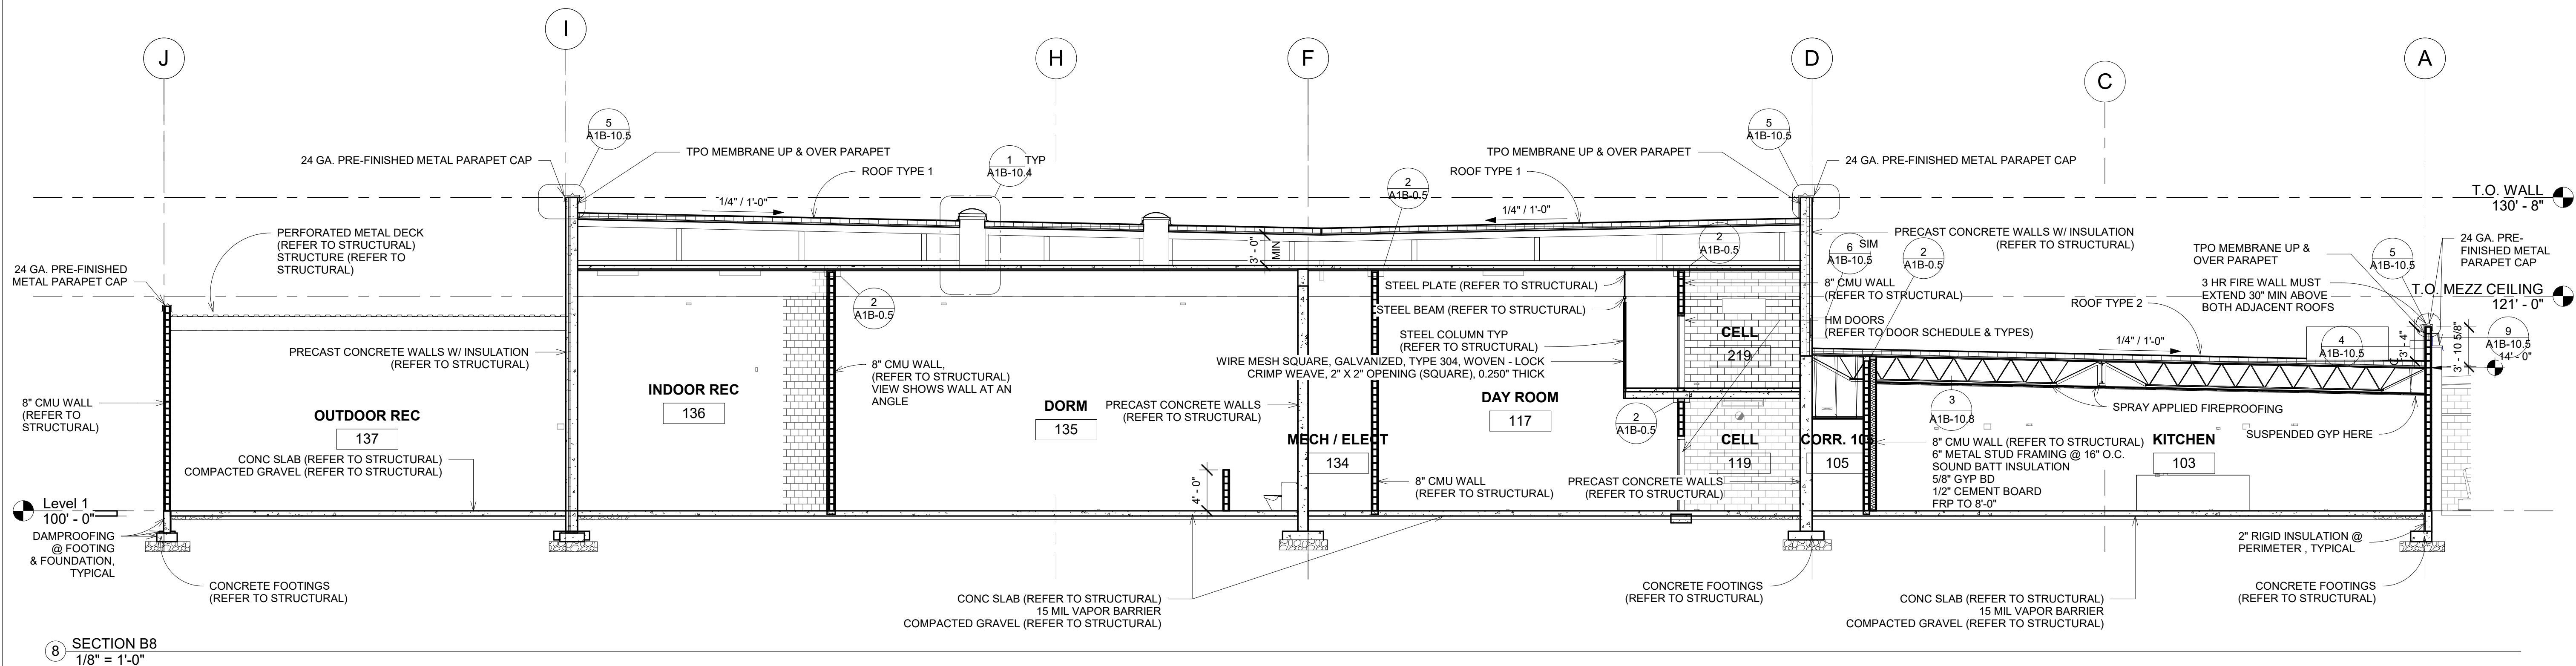 J
I
H
F
D
C
A
5
A1B-10.5
24 GA. PRE-FINISHED METAL PARAPET CAP
TPO MEMBRANE UP & OVER PARAPET
ROOF TYPE 1
1 TYP
A1B-10.4
2
A1B-0.5
ROOF TYPE 1
TPO MEMBRANE UP & OVER PARAPET
5
A1B-10.5
24 GA. PRE-FINISHED METAL PARAPET CAP
T.O. WALL
130' - 8"
1/4" / 1'-0"
1/4" / 1'-0"
3' - 0"
MIN
PERFORATED METAL DECK
(REFER TO STRUCTURAL)
STRUCTURE (REFER TO
STRUCTURAL)
24 GA. PRE-FINISHED
METAL PARAPET CAP
2
A1B-0.5
PRECAST CONCRETE WALLS W/ INSULATION
(REFER TO STRUCTURAL)
6 SIM
A1B-10.5
2
A1B-0.5
TPO MEMBRANE UP &
OVER PARAPET
5
A1B-10.5
24 GA. PRE-
FINISHED METAL
PARAPET CAP
3 HR FIRE WALL MUST
EXTEND 30" MIN ABOVE
BOTH ADJACENT ROOFS
T.O. MEZZ CEILING
121' - 0"
ROOF TYPE 2
2
A1B-0.5
STEEL PLATE (REFER TO STRUCTURAL)
STEEL BEAM (REFER TO STRUCTURAL)
STEEL COLUMN TYP
(REFER TO STRUCTURAL)
WIRE MESH SQUARE, GALVANIZED, TYPE 304, WOVEN - LOCK
CRIMP WEAVE, 2" X 2" OPENING (SQUARE), 0.250" THICK
8" CMU WALL
(REFER TO STRUCTURAL)
HM DOORS
(REFER TO DOOR SCHEDULE & TYPES)
CELL
219
1/4" / 1'-0"
4
A1B-10.5
3' - 4"
3' - 10 5/8"
9
A1B-10.5
14' - 0"
PRECAST CONCRETE WALLS W/ INSULATION
(REFER TO STRUCTURAL)
8" CMU WALL,
(REFER TO STRUCTURAL)
VIEW SHOWS WALL AT AN
ANGLE
8" CMU WALL
(REFER TO
STRUCTURAL)
OUTDOOR REC
137
INDOOR REC
136
DORM
135
PRECAST CONCRETE WALLS
(REFER TO STRUCTURAL)
MECH / ELECT
134
DAY ROOM
117
2
A1B-0.5
CELL
119
CORR. 105
105
3
A1B-10.8
SPRAY APPLIED FIREPROOFING
SUSPENDED GYP HERE
KITCHEN
103
8" CMU WALL (REFER TO STRUCTURAL)
6" METAL STUD FRAMING @ 16" O.C.
SOUND BATT INSULATION
5/8" GYP BD
1/2" CEMENT BOARD
FRP TO 8'-0"
CONC SLAB (REFER TO STRUCTURAL)
COMPACTED GRAVEL (REFER TO STRUCTURAL)
4' - 0"
8" CMU WALL
(REFER TO STRUCTURAL)
PRECAST CONCRETE WALLS
(REFER TO STRUCTURAL)
Level 1
100' - 0"
DAMPROOFING
@ FOOTING
& FOUNDATION,
TYPICAL
2" RIGID INSULATION @
PERIMETER , TYPICAL
CONCRETE FOOTINGS
(REFER TO STRUCTURAL)
CONC SLAB (REFER TO STRUCTURAL)
15 MIL VAPOR BARRIER
COMPACTED GRAVEL (REFER TO STRUCTURAL)
CONCRETE FOOTINGS
(REFER TO STRUCTURAL)
CONC SLAB (REFER TO STRUCTURAL)
15 MIL VAPOR BARRIER
COMPACTED GRAVEL (REFER TO STRUCTURAL)
CONCRETE FOOTINGS
(REFER TO STRUCTURAL)
8 SECTION B8
1/8" = 1'-0"